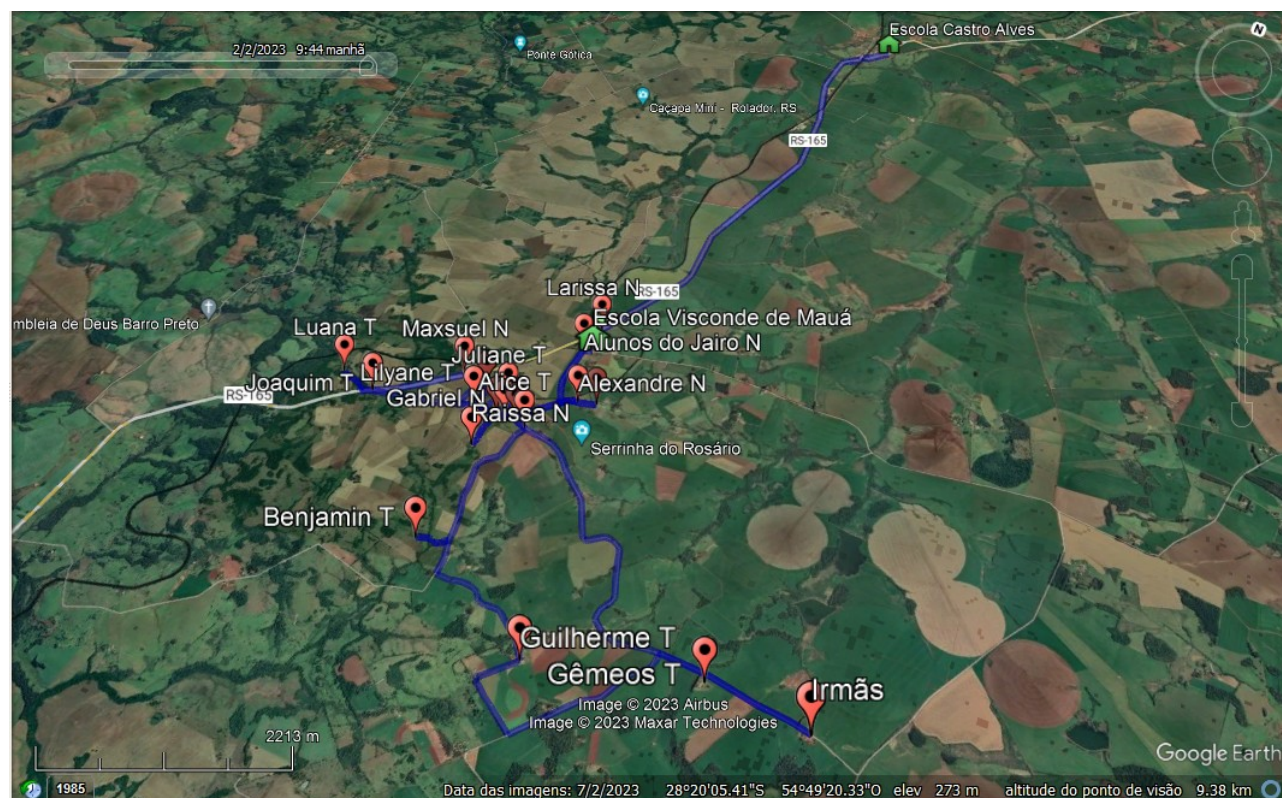 Escola Castro Alves
2/2/2023 9:44 manhã
Ponte Gótica
N
Caçapa Mini - Rolador, RS
RS-165
Larissa N
RS-165
mbleia de Deus Barro Preto
Luana T
Maxsuel N
Escola Visconde de Mauá
Alunos do Jairo N
Juliane T
Joaquim T
Lilyane T
Alice T
Alexandre N
RS-165
Gabriel N
Raissa N
Serrinha do Rosário
Benjamin T
Guilherme T
Gêmeos T
Irmãs
Image © 2023 Airbus
Image © 2023 Maxar Technologies
2213 m
Google Earth
1985
Data das imagens: 7/2/2023 28°20'05.41"S 54°49'20.33"O elev 273 m altitude do ponto de visão 9.38 km